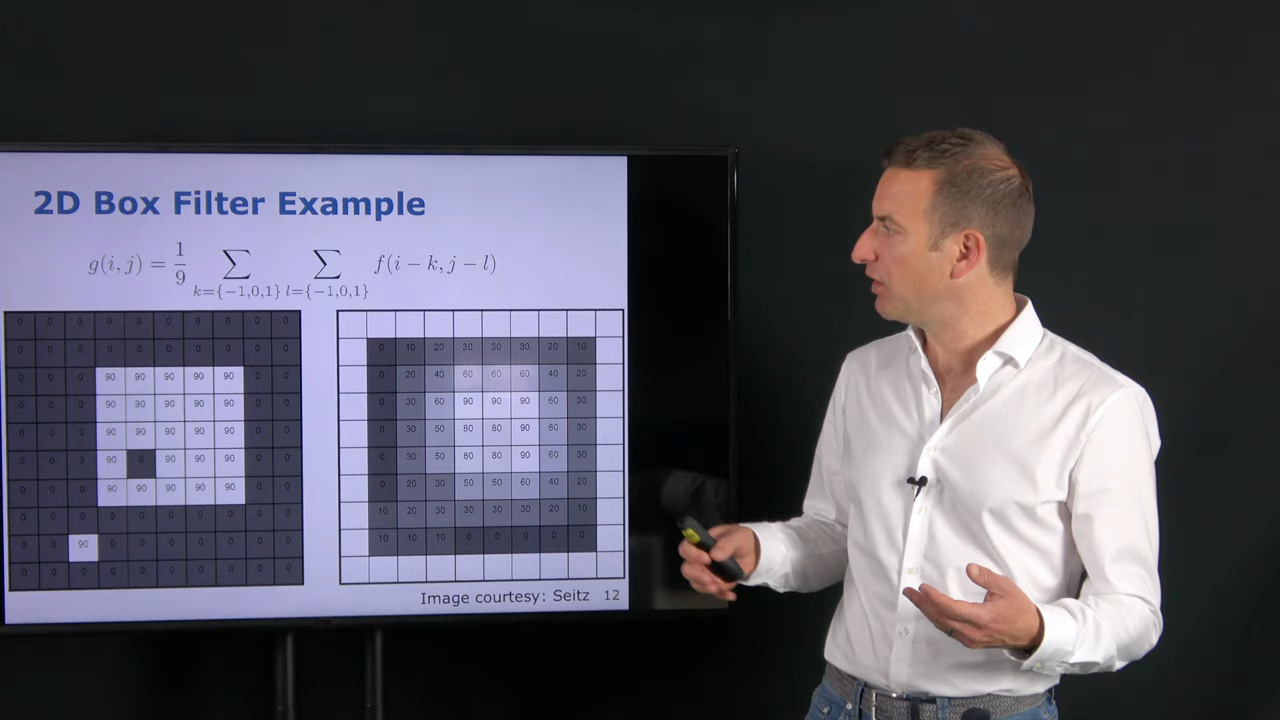 2D Box Filter Example
g(i, j) = 1/9 ∑ k={−1,0,1} ∑ l={−1,0,1} f(i − k, j − l)
0 0 0 0 0 0 0 0 0 0
0 0 0 0 0 0 0 0 0 0
0 0 0 90 90 90 90 90 0 0
0 0 0 90 90 90 90 90 0 0
0 0 0 90 90 90 90 90 0 0
0 0 0 90 0 90 90 90 0 0
0 0 0 90 90 90 90 90 0 0
0 0 0 0 0 0 0 0 0 0
0 0 90 0 0 0 0 0 0 0
0 0 0 0 0 0 0 0 0 0
0 10 20 30 30 30 20 10
0 20 40 60 60 60 40 20
0 30 60 90 90 90 60 30
0 30 50 80 80 90 60 30
0 30 50 80 80 90 60 30
0 20 30 50 50 60 40 20
10 20 30 30 30 30 20 10
10 10 10 0 0 0 0 0
Image courtesy: Seitz 12